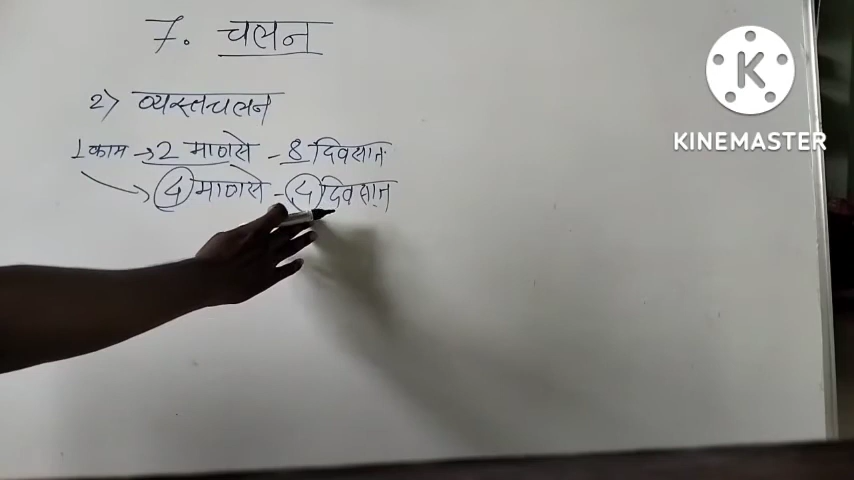 7. चलन
2) व्यस्तचलन
1 काम → 2 माणसे - 8 दिवसात
4 माणसे - 4 दिवसात
K
KINEMASTER